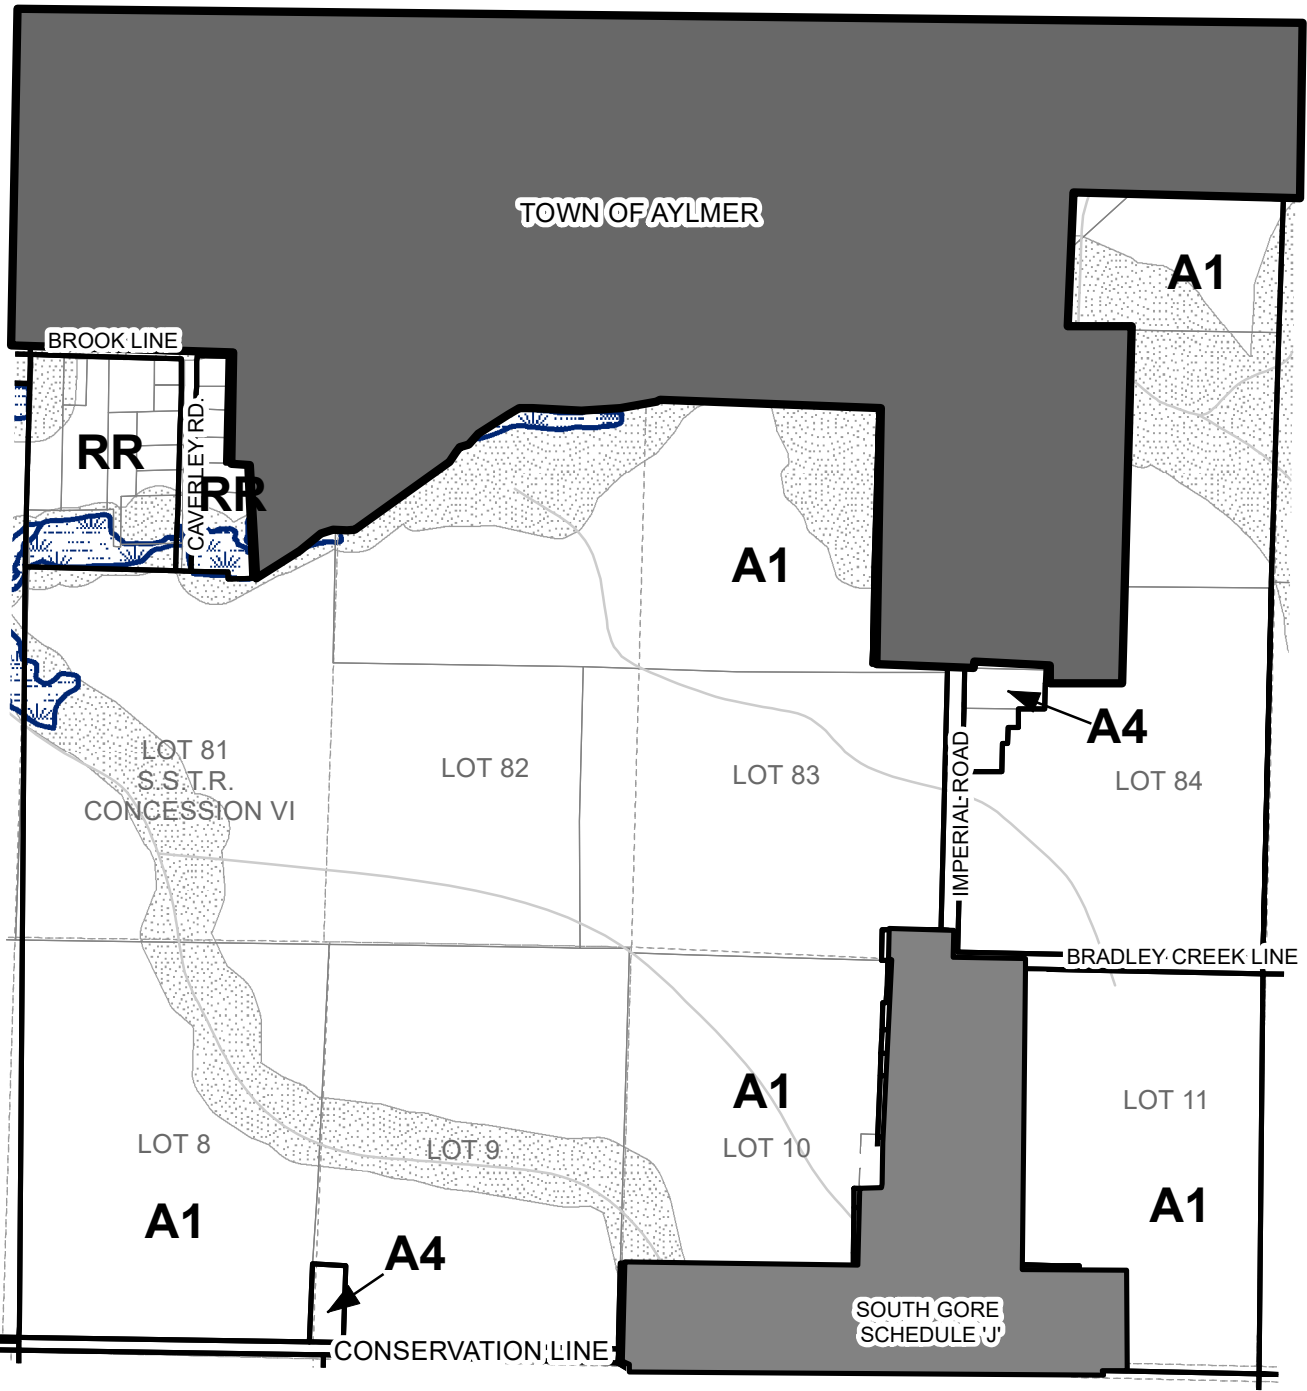 TOWN OF AYLMER
A1
BROOK LINE
CAVERLEY RD.
RR
RR
A1
A4
IMPERIAL ROAD
LOT 81
S.S.T.R.
CONCESSION VI
LOT 82
LOT 83
LOT 84
BRADLEY CREEK LINE
A1
LOT 10
LOT 11
LOT 8
LOT 9
A1
A1
A4
SOUTH GORE
SCHEDULE 'J'
CONSERVATION LINE